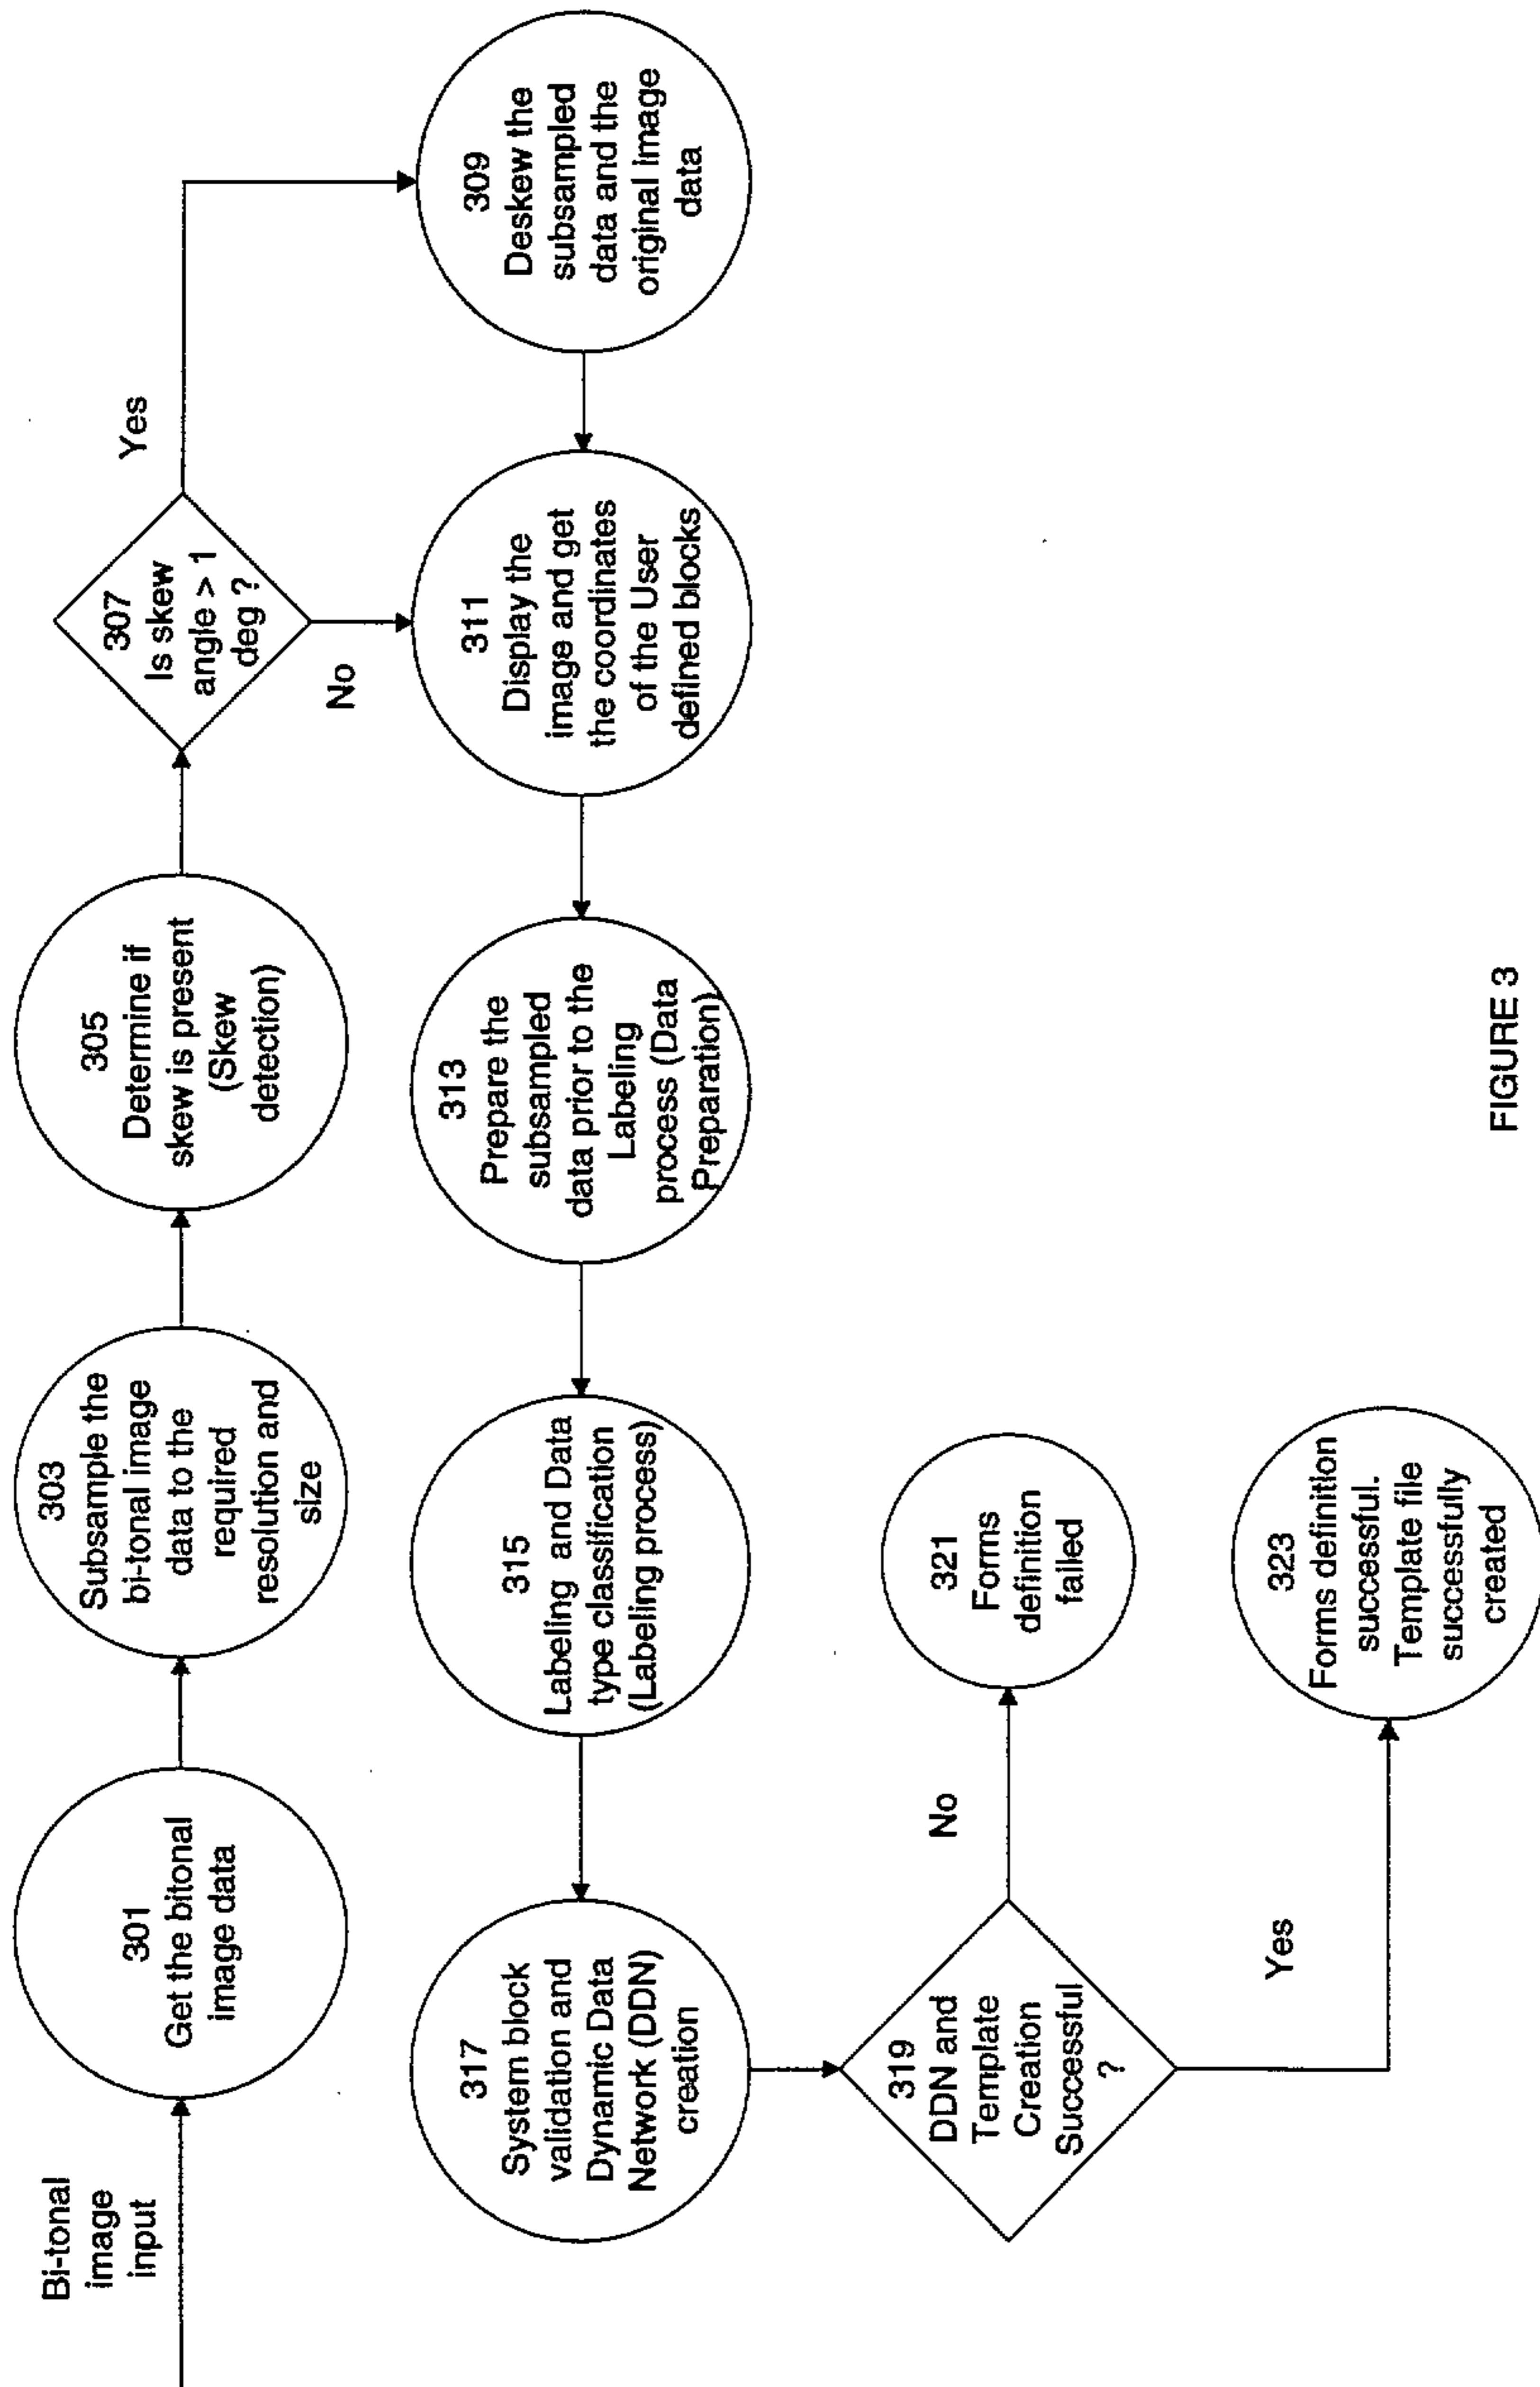 Bi-tonal
image
input
301
Get the bitonal
image data
303
Subsample the
bi-tonal image
data to the
required
resolution and
size
305
Determine if
skew is present
(Skew
detection)
307
Is skew
angle > 1
deg ?
Yes
No
309
Deskew the
subsampled
data and the
original image
data
311
Display the
image and get
the coordinates
of the User
defined blocks
313
Prepare the
subsampled
data prior to the
Labeling
process (Data
Preparation)
315
Labeling and Data
type classification
(Labeling process)
317
System block
validation and
Dynamic Data
Network (DDN)
creation
319
DDN and
Template
Creation
Successful
?
No
321
Forms
definition
failed
Yes
323
Forms definition
successful.
Template file
successfully
created
FIGURE 3